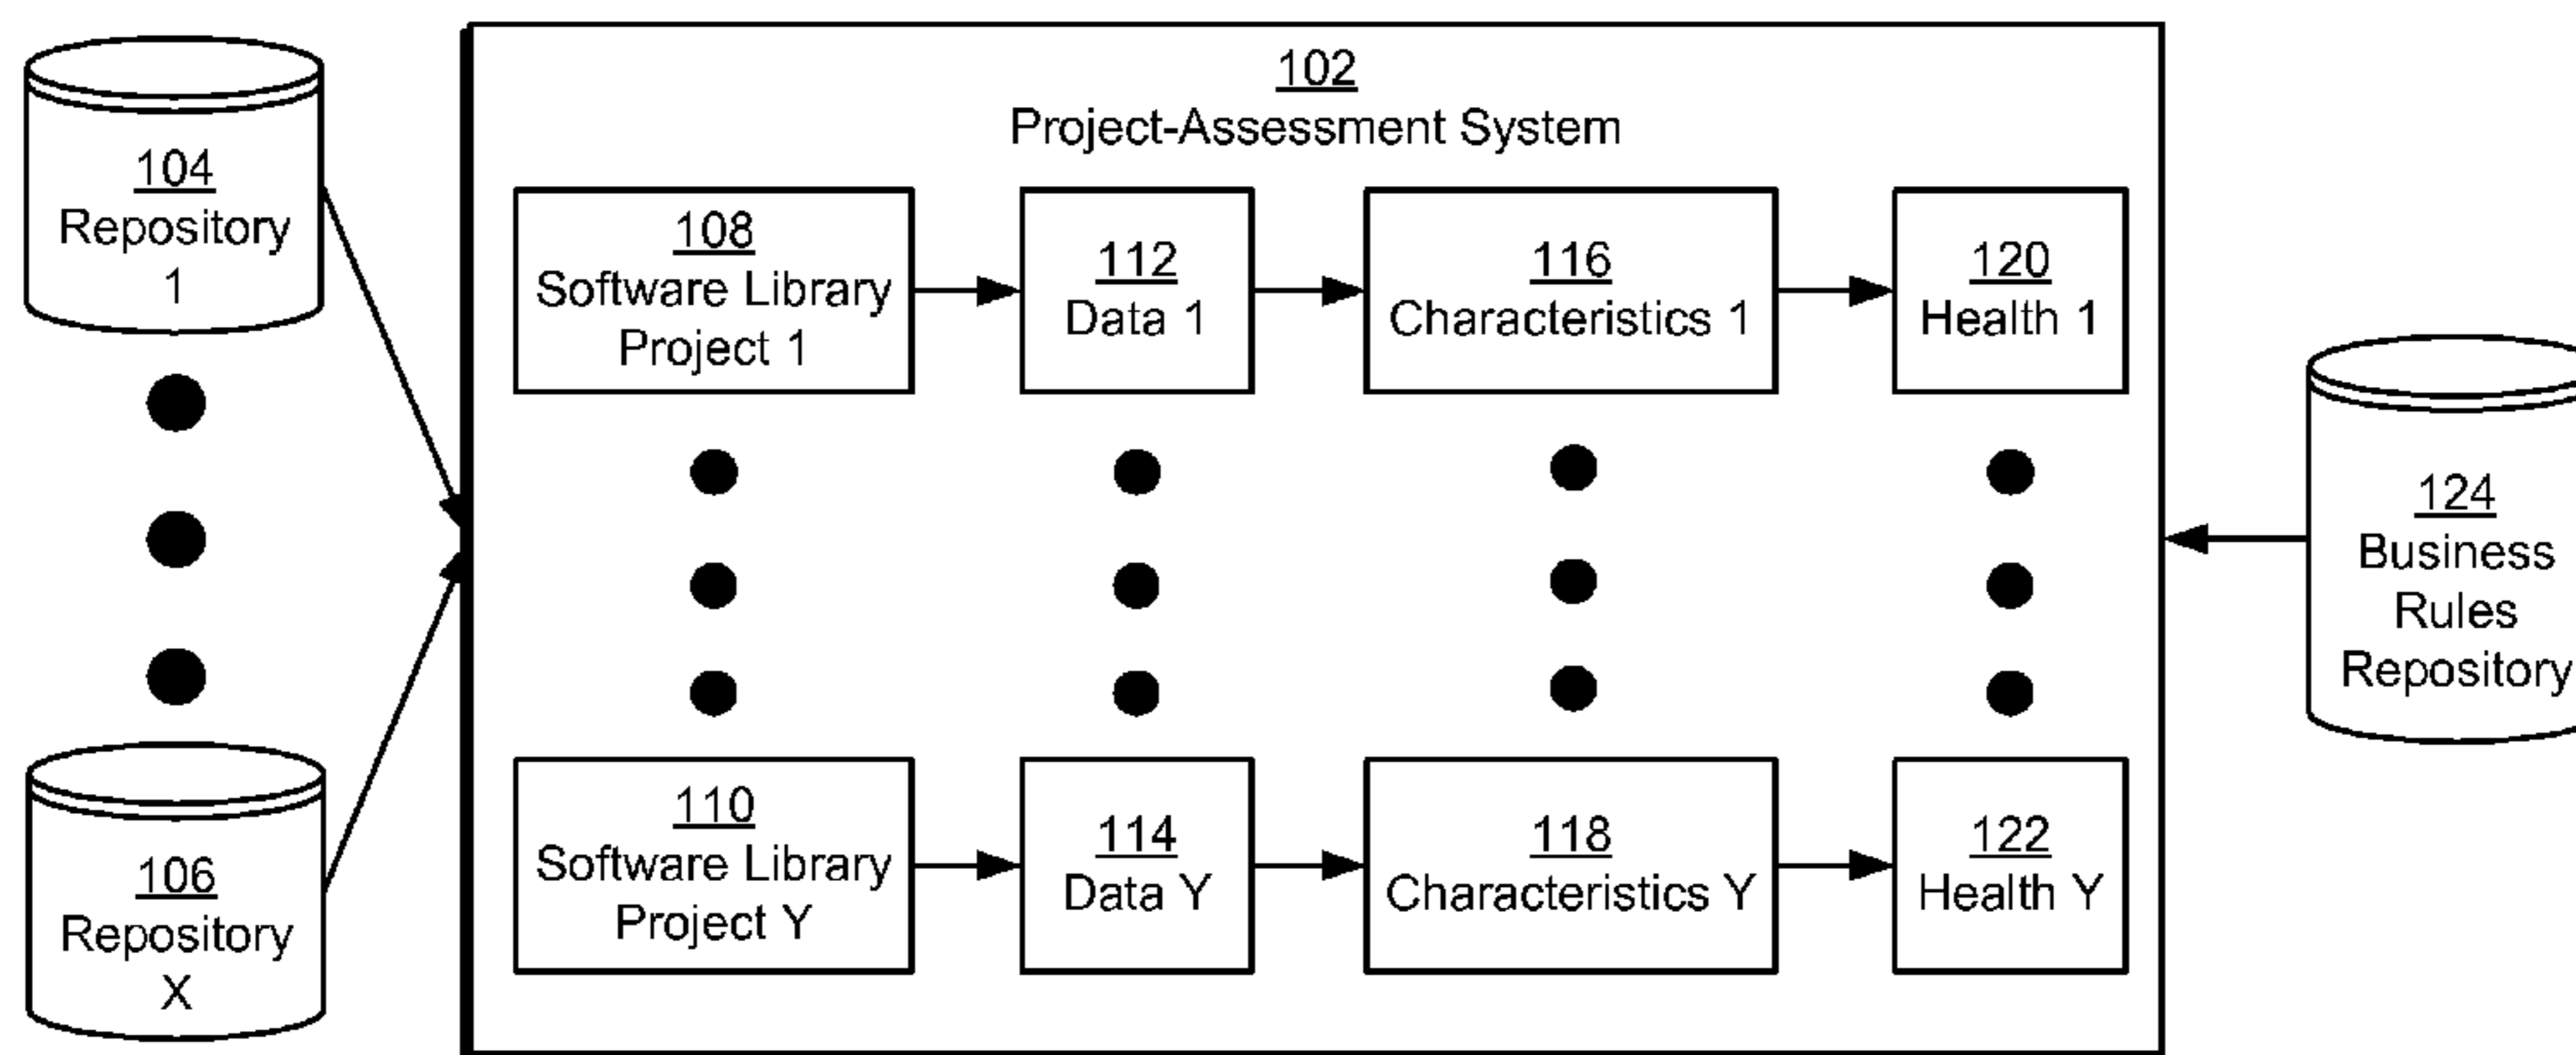 102
Project-Assessment System
104
Repository
1
108
Software Library
Project 1
112
Data 1
116
Characteristics 1
120
Health 1
124
Business
Rules
Repository
106
Repository
X
110
Software Library
Project Y
114
Data Y
118
Characteristics Y
122
Health Y